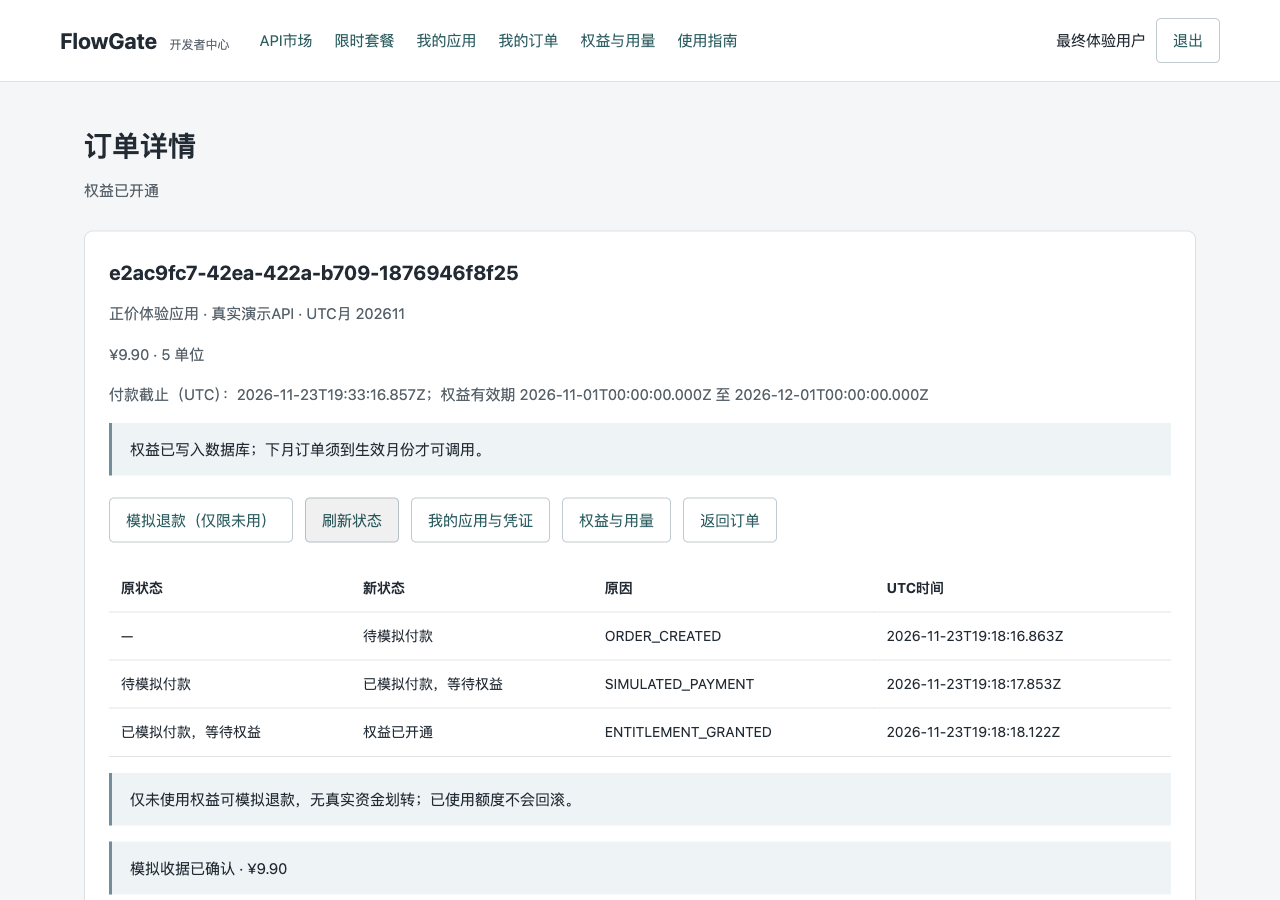 FlowGate 开发者中心 API市场 限时套餐 我的应用 我的订单 权益与用量 使用指南 最终体验用户 退出
订单详情
权益已开通
e2ac9fc7-42ea-422a-b709-1876946f8f25
正价体验应用 · 真实演示API · UTC月 202611
¥9.90 · 5 单位
付款截止（UTC）：2026-11-23T19:33:16.857Z；权益有效期 2026-11-01T00:00:00.000Z 至 2026-12-01T00:00:00.000Z
权益已写入数据库；下月订单须到生效月份才可调用。
模拟退款（仅限未用） 刷新状态 我的应用与凭证 权益与用量 返回订单
原状态 新状态 原因 UTC时间
— 待模拟付款 ORDER_CREATED 2026-11-23T19:18:16.863Z
待模拟付款 已模拟付款，等待权益 SIMULATED_PAYMENT 2026-11-23T19:18:17.853Z
已模拟付款，等待权益 权益已开通 ENTITLEMENT_GRANTED 2026-11-23T19:18:18.122Z
仅未使用权益可模拟退款，无真实资金划转；已使用额度不会回滚。
模拟收据已确认 · ¥9.90